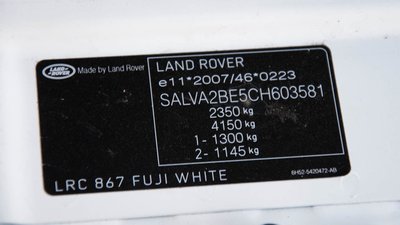 LAND ROVER
Made by Land Rover
LAND ROVER
e11*2007/46*0223
SALVA2BE5CH603581
2350 kg
4150 kg
1- 1300 kg
2- 1145 kg
LRC 867 FUJI WHITE
6H52-5420472-AB